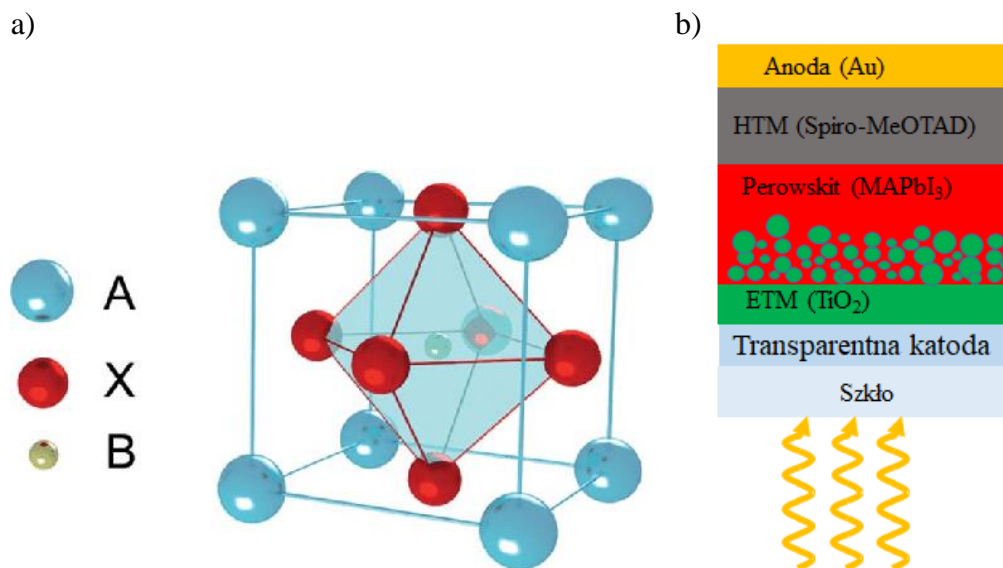 a)
A
X
B
b)
Anoda (Au)
HTM (Spiro-MeOTAD)
Perowskit (MAPbI₃)
ETM (TiO₂)
Transparentna katoda
Szkło